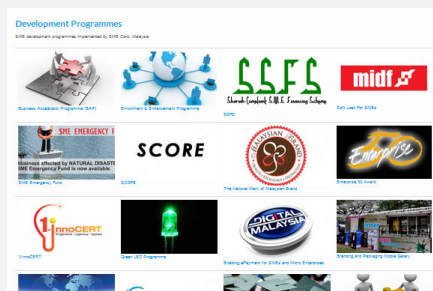 Development Programmes
SME development programmes implemented by SME Corp. Malaysia
SSFS
Shariah Compliant S.M.E Financing Scheme
midf
Business Accelerator Programme (BAP)
Enrichment & Enhancement Programme
SSFS
Soft Loan For SMEs
SME EMERGENCY F
business affected by NATURAL DISAST
SME Emergency Fund is now available.
SCORE
MALAYSIAN BRAND
Enterprise
SME Emergency Fund
SCORE
The National Mark of Malaysian Brand
Enterprise 50 Award
1-InnoCERT
DIGITAL
MALAYSIA
1-InnoCERT
Green LED Programme
Enabling ePayment for SMEs and Micro Enterprises
Branding and Packaging Mobile Gallery